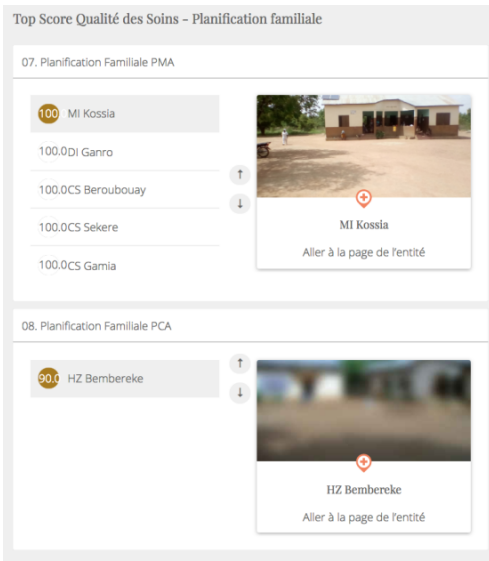 Top Score Qualité des Soins - Planification familiale
07. Planification Familiale PMA
100 MI Kossia
100.0DI Ganro
100.0CS Beroubouay
100.0CS Sekere
100.0CS Gamia
↑
↓
MI Kossia
Aller à la page de l'entité
08. Planification Familiale PCA
90.0 HZ Bembereke
↑
↓
HZ Bembereke
Aller à la page de l'entité